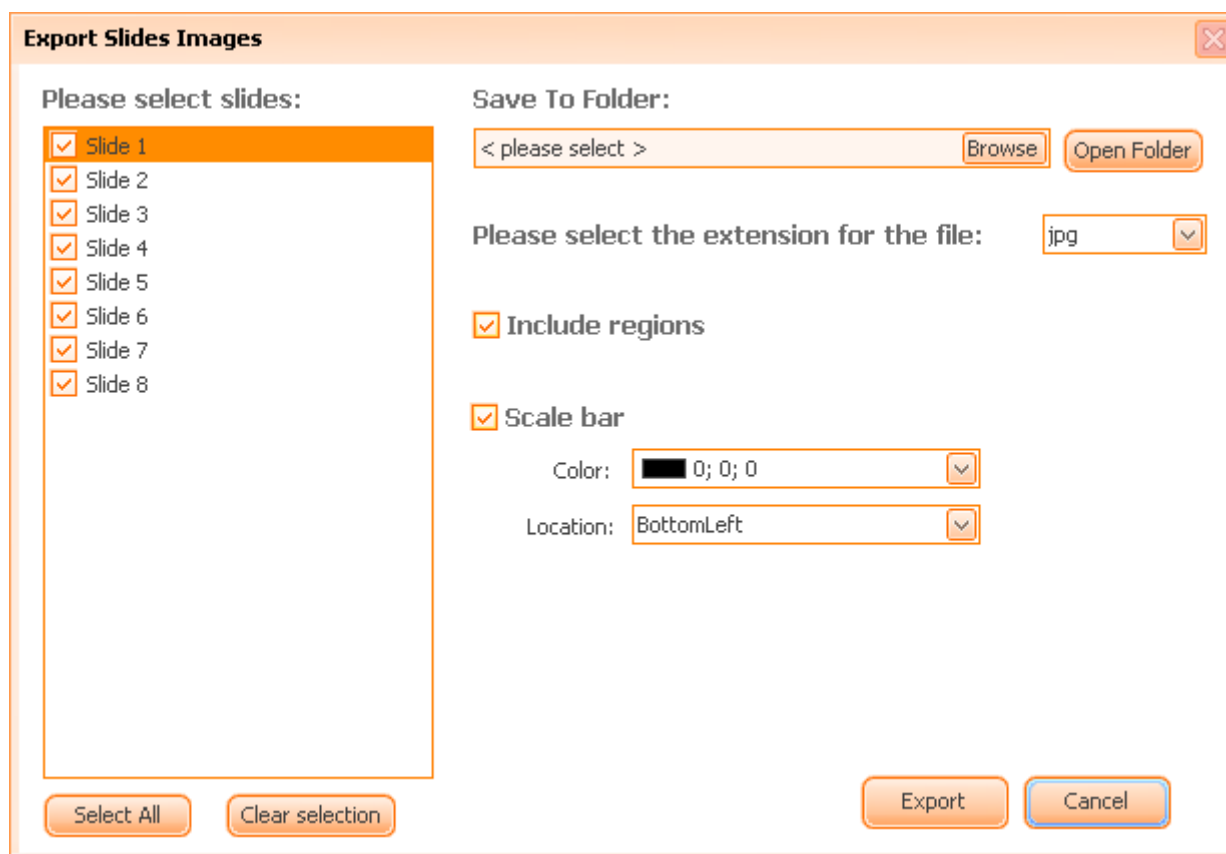 Export Slides Images
Please select slides:
Slide 1
Slide 2
Slide 3
Slide 4
Slide 5
Slide 6
Slide 7
Slide 8
Select All
Clear selection
Save To Folder:
< please select >
Browse
Open Folder
Please select the extension for the file:
jpg
Include regions
Scale bar
Color:
0; 0; 0
Location:
BottomLeft
Export
Cancel